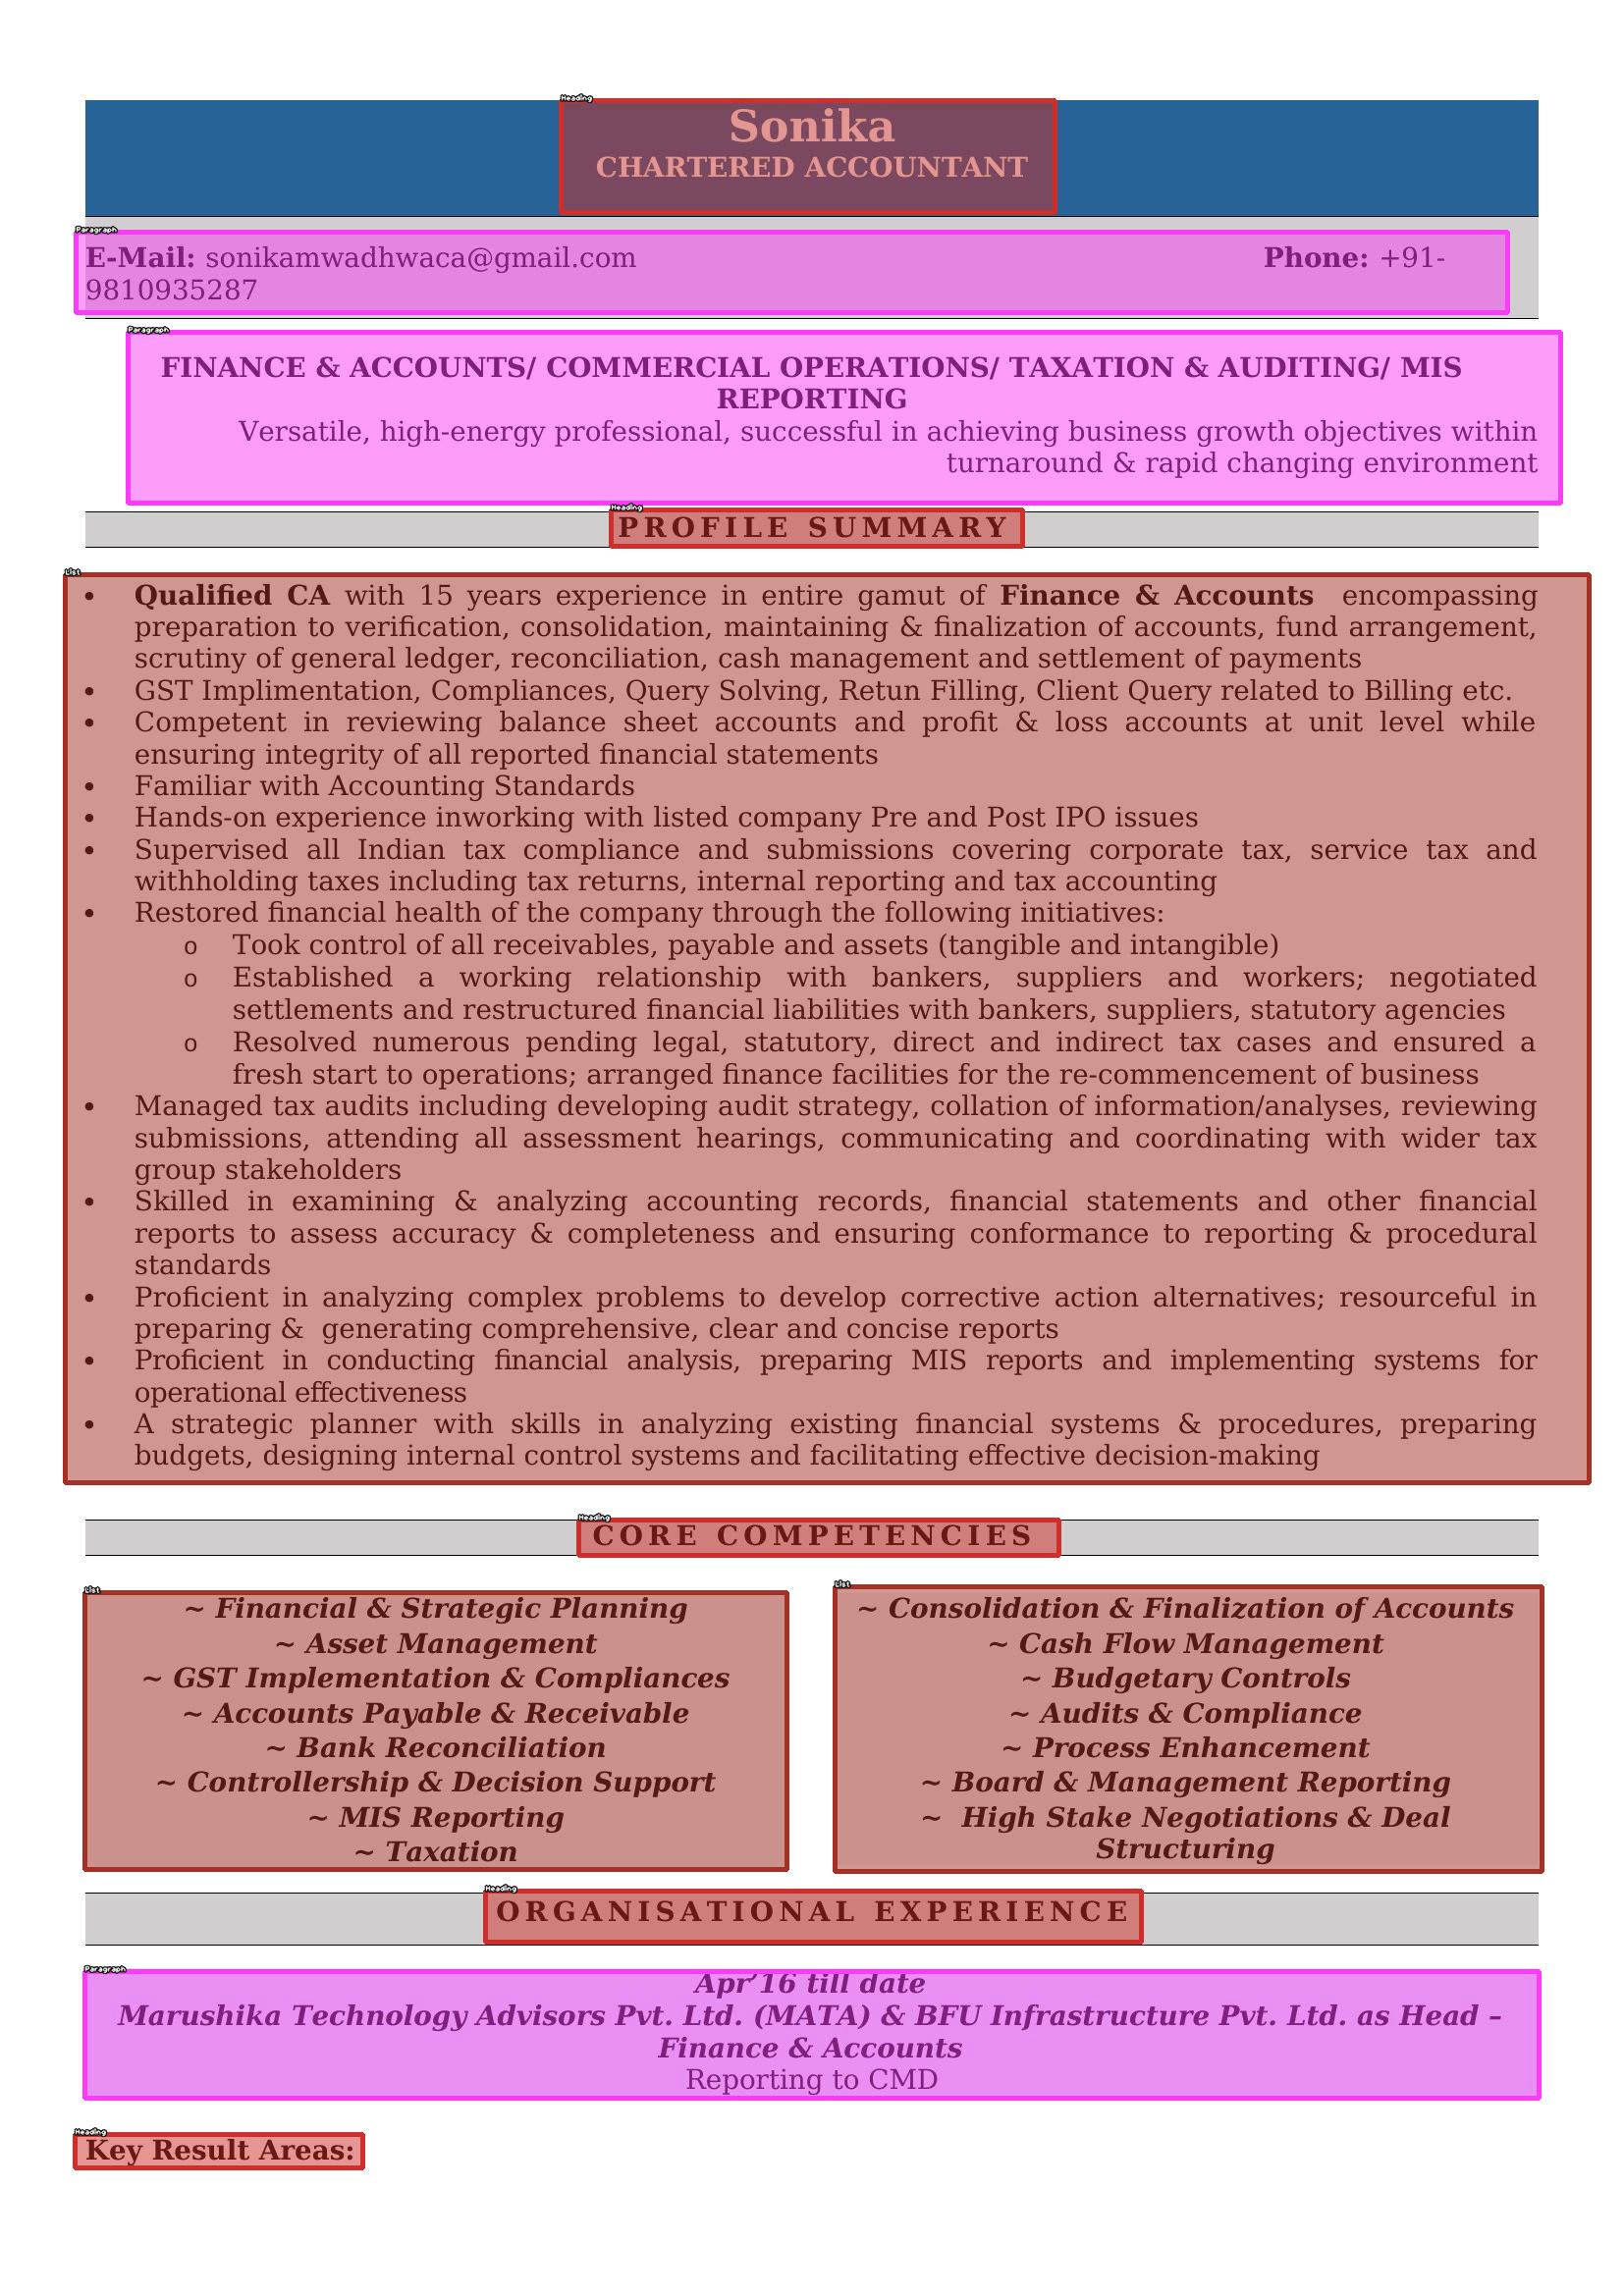 Heading
Sonika
CHARTERED ACCOUNTANT
Paragraph
E-Mail: sonikamwadhwaca@gmail.com Phone: +91-
9810935287
Paragraph
FINANCE & ACCOUNTS/ COMMERCIAL OPERATIONS/ TAXATION & AUDITING/ MIS
REPORTING
Versatile, high-energy professional, successful in achieving business growth objectives within
turnaround & rapid changing environment
Heading
PROFILE SUMMARY
List
• Qualified CA with 15 years experience in entire gamut of Finance & Accounts encompassing
preparation to verification, consolidation, maintaining & finalization of accounts, fund arrangement,
scrutiny of general ledger, reconciliation, cash management and settlement of payments
• GST Implimentation, Compliances, Query Solving, Retun Filling, Client Query related to Billing etc.
• Competent in reviewing balance sheet accounts and profit & loss accounts at unit level while
ensuring integrity of all reported financial statements
• Familiar with Accounting Standards
• Hands-on experience inworking with listed company Pre and Post IPO issues
• Supervised all Indian tax compliance and submissions covering corporate tax, service tax and
withholding taxes including tax returns, internal reporting and tax accounting
• Restored financial health of the company through the following initiatives:
o Took control of all receivables, payable and assets (tangible and intangible)
o Established a working relationship with bankers, suppliers and workers; negotiated
settlements and restructured financial liabilities with bankers, suppliers, statutory agencies
o Resolved numerous pending legal, statutory, direct and indirect tax cases and ensured a
fresh start to operations; arranged finance facilities for the re-commencement of business
• Managed tax audits including developing audit strategy, collation of information/analyses, reviewing
submissions, attending all assessment hearings, communicating and coordinating with wider tax
group stakeholders
• Skilled in examining & analyzing accounting records, financial statements and other financial
reports to assess accuracy & completeness and ensuring conformance to reporting & procedural
standards
• Proficient in analyzing complex problems to develop corrective action alternatives; resourceful in
preparing & generating comprehensive, clear and concise reports
• Proficient in conducting financial analysis, preparing MIS reports and implementing systems for
operational effectiveness
• A strategic planner with skills in analyzing existing financial systems & procedures, preparing
budgets, designing internal control systems and facilitating effective decision-making
Heading
CORE COMPETENCIES
List
~ Financial & Strategic Planning
~ Asset Management
~ GST Implementation & Compliances
~ Accounts Payable & Receivable
~ Bank Reconciliation
~ Controllership & Decision Support
~ MIS Reporting
~ Taxation
List
~ Consolidation & Finalization of Accounts
~ Cash Flow Management
~ Budgetary Controls
~ Audits & Compliance
~ Process Enhancement
~ Board & Management Reporting
~ High Stake Negotiations & Deal
Structuring
Heading
ORGANISATIONAL EXPERIENCE
Paragraph
Apr’16 till date
Marushika Technology Advisors Pvt. Ltd. (MATA) & BFU Infrastructure Pvt. Ltd. as Head –
Finance & Accounts
Reporting to CMD
Heading
Key Result Areas: